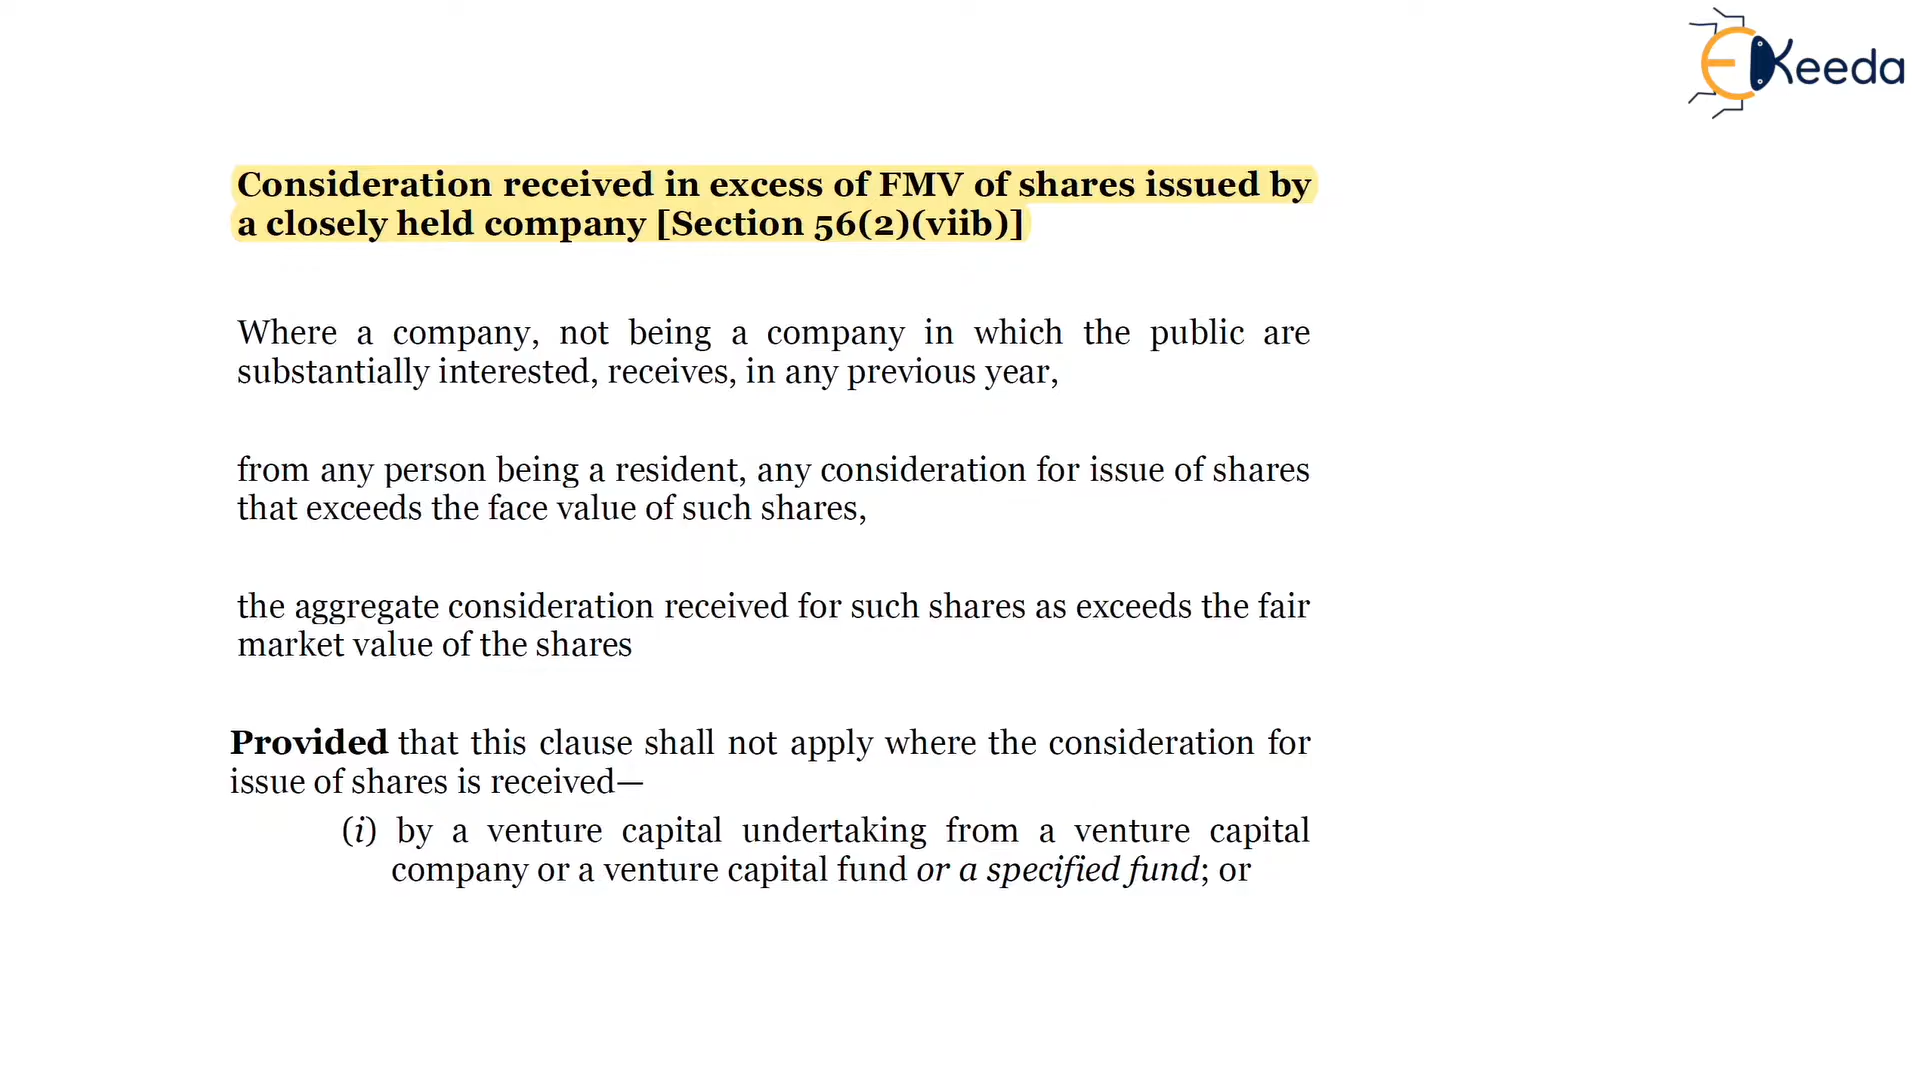 EKeeda
Consideration received in excess of FMV of shares issued by
a closely held company [Section 56(2)(viib)]
Where a company, not being a company in which the public are
substantially interested, receives, in any previous year,
from any person being a resident, any consideration for issue of shares
that exceeds the face value of such shares,
the aggregate consideration received for such shares as exceeds the fair
market value of the shares
Provided that this clause shall not apply where the consideration for
issue of shares is received—
(i) by a venture capital undertaking from a venture capital
company or a venture capital fund or a specified fund; or